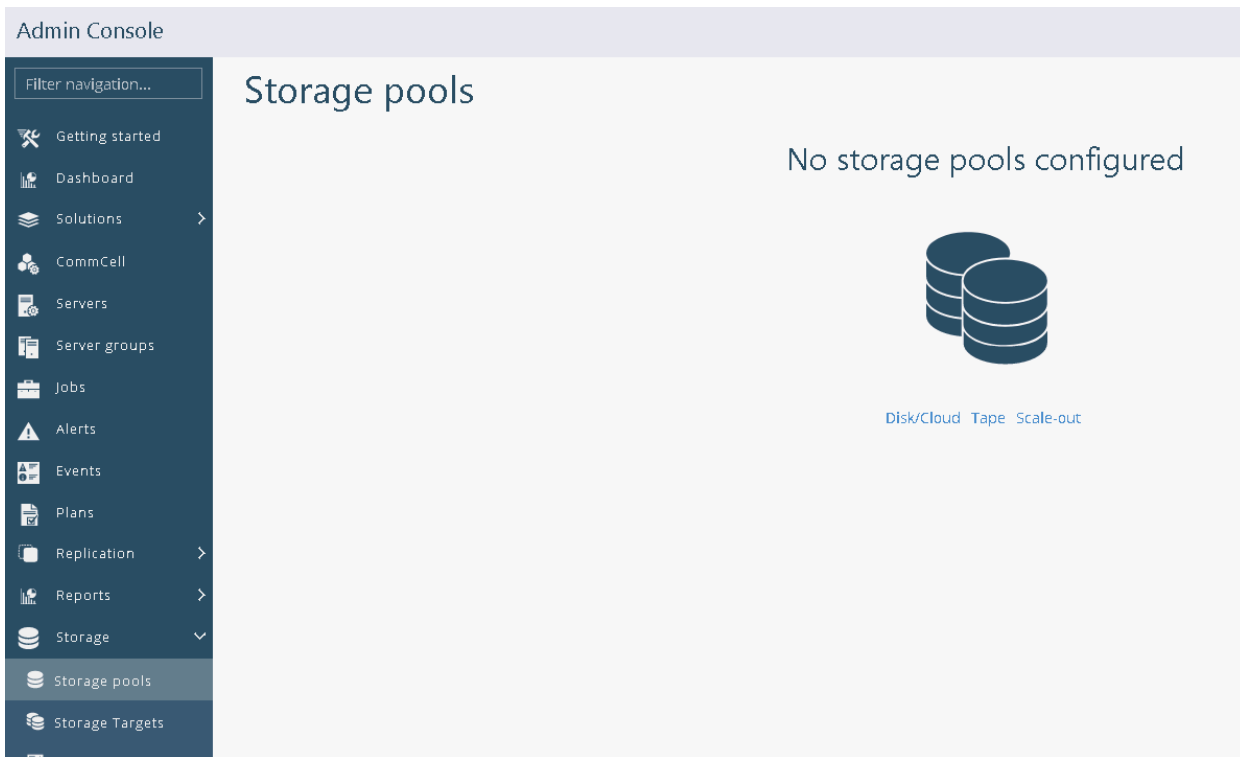 Admin Console
Filter navigation...
Getting started
Dashboard
Solutions
CommCell
Servers
Server groups
Jobs
Alerts
Events
Plans
Replication
Reports
Storage
Storage pools
Storage Targets
Storage pools
No storage pools configured
Disk/Cloud Tape Scale-out